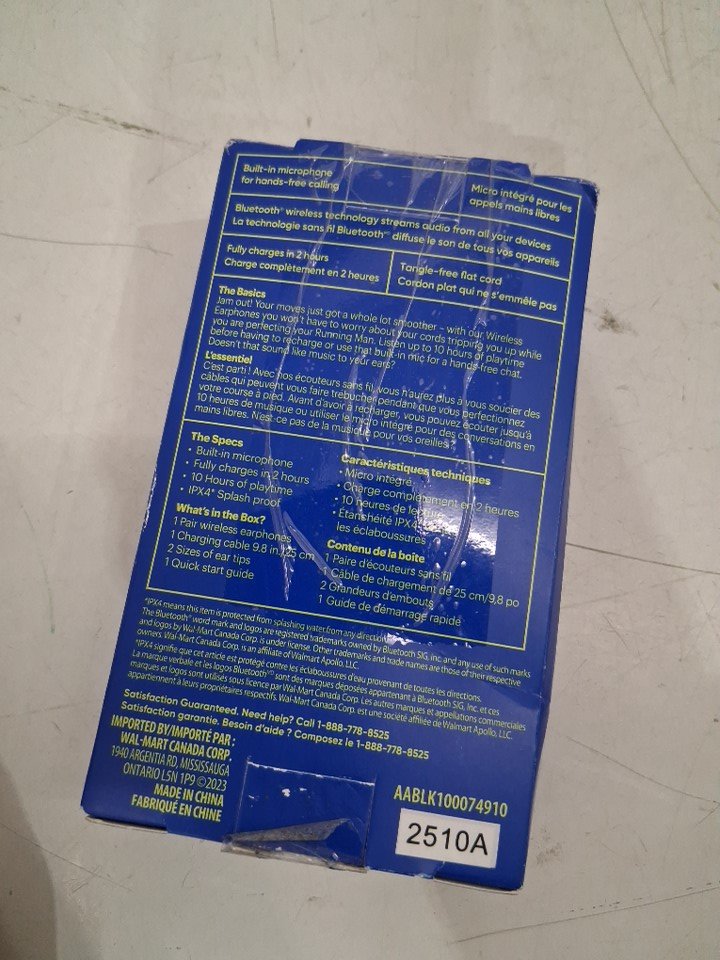 Built-in microphone
for hands-free calling
Micro intégré pour les
appels mains libres
Bluetooth® wireless technology streams audio from all your devices
La technologie sans fil Bluetooth diffuse le son de tous vos appareils
Fully charges in 2 hours
Charge complètement en 2 heures
Tangle-free flat cord
Cordon plat qui ne s'emmêle pas
The Basics
Jam out! Your moves just got a whole lot smoother – with our Wireless
Earphones you won't have to worry about your cords tripping you up while
you are perfecting your Running Man. Listen up to 10 hours of playtime
before having to recharge or use that built-in mic for a hands-free chat.
Doesn't that sound like music to your ears?
L'essentiel
C'est parti ! Avec nos écouteurs sans fil, vous n'aurez plus à vous soucier des
câbles qui peuvent vous faire trébucher pendant que vous perfectionnez
votre course à pied. Avant d'avoir à recharger, vous pouvez écouter jusqu'à
10 heures de musique ou utiliser le micro intégré pour des conversations en
mains libres. N'est-ce pas de la musique pour vos oreilles ?
The Specs
• Built-in microphone
• Fully charges in 2 hours
• 10 Hours of playtime
• IPX4* Splash proof
What's in the Box?
1 Pair wireless earphones
1 Charging cable 9.8 in./25 cm
2 Sizes of ear tips
1 Quick start guide
Caractéristiques techniques
• Micro intégré
• Charge complètement en 2 heures
• 10 heures de
• Étanchéité IPX4
les éclaboussures
Contenu de la boîte
1 Paire d'écouteurs sans fil
1 Câble de chargement de 25 cm/9,8 po
2 Grandeurs d'embouts
1 Guide de démarrage rapide
*IPX4 means this item is protected from splashing water from any direction.
The Bluetooth® word mark and logos are registered trademarks owned by Bluetooth SIG, Inc. and any use of such marks
and logos by Wal-Mart Canada Corp. is under license. Other trademarks and trade names are those of their respective
owners. Wal-Mart Canada Corp. is an affiliate of Walmart Apollo, LLC.
*IPX4 signifie que cet article est protégé contre les éclaboussures d'eau provenant de toutes les directions.
La marque verbale et les logos Bluetooth sont des marques déposées appartenant à Bluetooth SIG, Inc. et ces
marques et logos sont utilisés sous licence par Wal-Mart Canada Corp. Les autres marques et appellations commerciales
appartiennent à leurs propriétaires respectifs. Wal-Mart Canada Corp. est une société affiliée de Walmart Apollo, LLC.
Satisfaction Guaranteed. Need help? Call 1-888-778-8525
Satisfaction garantie. Besoin d'aide ? Composez le 1-888-778-8525
IMPORTED BY/IMPORTÉ PAR :
WAL-MART CANADA CORP.
1940 ARGENTIA RD, MISSISSAUGA
ONTARIO L5N 1P9 ©2023
MADE IN CHINA
FABRIQUÉ EN CHINE
AABLK100074910
2510A